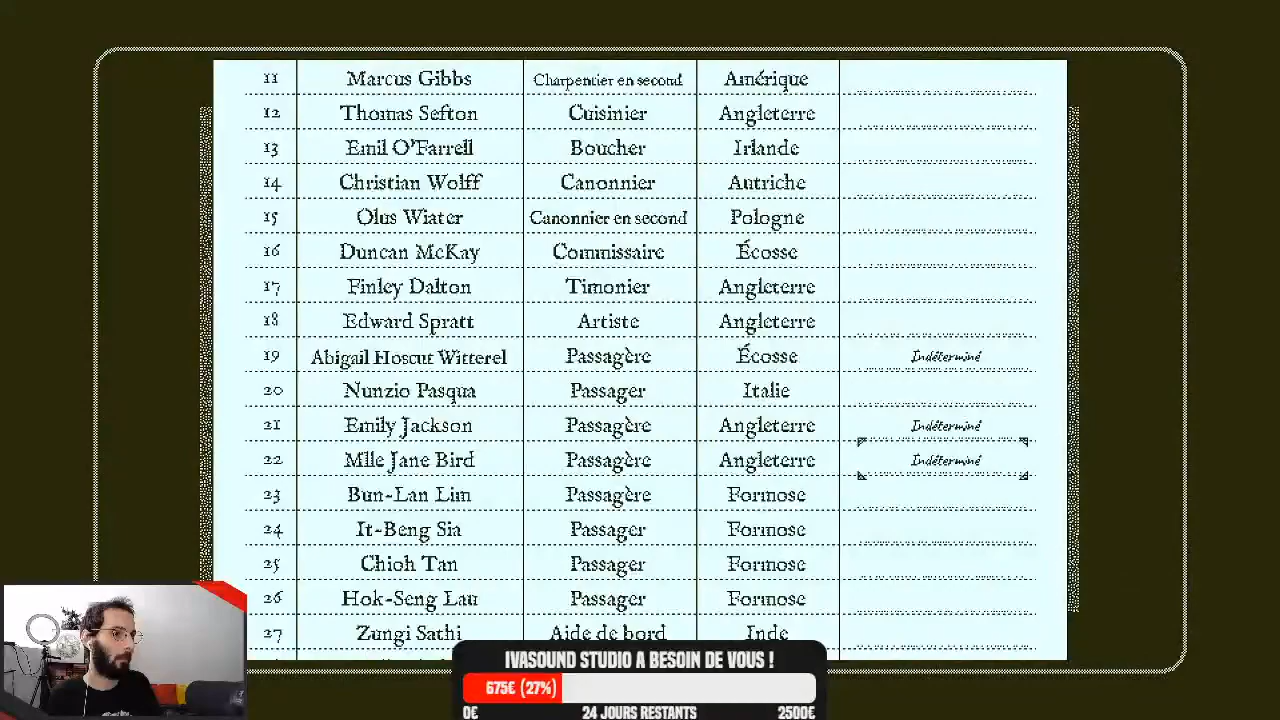 11 Marcus Gibbs Charpentier en second Amérique
12 Thomas Sefton Cuisinier Angleterre
13 Emil O'Farrell Boucher Irlande
14 Christian Wolff Canonnier Autriche
15 Olus Wiater Canonnier en second Pologne
16 Duncan McKay Commissaire Écosse
17 Finley Dalton Timonier Angleterre
18 Edward Spratt Artiste Angleterre
19 Abigail Hoscut Witterel Passagère Écosse Indéterminé
20 Nunzio Pasqua Passager Italie
21 Emily Jackson Passagère Angleterre Indéterminé
22 Mlle Jane Bird Passagère Angleterre Indéterminé
23 Bun-Lan Lim Passagère Formose
24 It-Beng Sia Passager Formose
25 Chioh Tan Passager Formose
26 Hok-Seng Lau Passager Formose
27 Zungi Sathi Aide de bord Inde
IVASOUND STUDIO A BESOIN DE VOUS !
675€ (27%)
0€ 24 JOURS RESTANTS 2500€